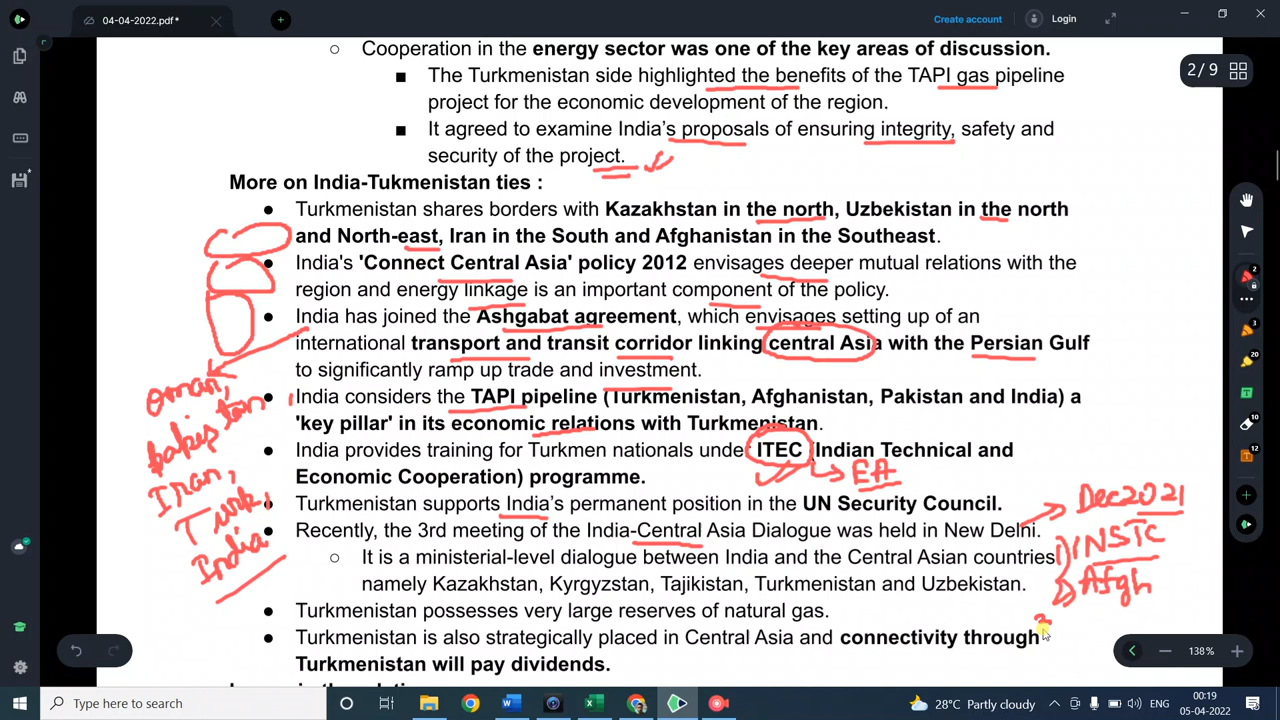 04-04-2022.pdf*
Create account
Login
Cooperation in the energy sector was one of the key areas of discussion.
The Turkmenistan side highlighted the benefits of the TAPI gas pipeline
project for the economic development of the region.
It agreed to examine India's proposals of ensuring integrity, safety and
security of the project.
2/9
More on India-Tukmenistan ties :
Turkmenistan shares borders with Kazakhstan in the north, Uzbekistan in the north
and North-east, Iran in the South and Afghanistan in the Southeast.
India's 'Connect Central Asia' policy 2012 envisages deeper mutual relations with the
region and energy linkage is an important component of the policy.
India has joined the Ashgabat agreement, which envisages setting up of an
international transport and transit corridor linking central Asia with the Persian Gulf
to significantly ramp up trade and investment.
India considers the TAPI pipeline (Turkmenistan, Afghanistan, Pakistan and India) a
'key pillar' in its economic relations with Turkmenistan.
India provides training for Turkmen nationals under ITEC (Indian Technical and
Economic Cooperation) programme.
Turkmenistan supports India's permanent position in the UN Security Council.
Recently, the 3rd meeting of the India-Central Asia Dialogue was held in New Delhi.
It is a ministerial-level dialogue between India and the Central Asian countries
namely Kazakhstan, Kyrgyzstan, Tajikistan, Turkmenistan and Uzbekistan.
Turkmenistan possesses very large reserves of natural gas.
Turkmenistan is also strategically placed in Central Asia and connectivity through
Turkmenistan will pay dividends.
Oman,
Pakistan
Iran,
Turk,
India
EA
Dec2021
1) INSTC
2) Afgh
138%
Type here to search
28°C Partly cloudy
ENG
00:19
05-04-2022